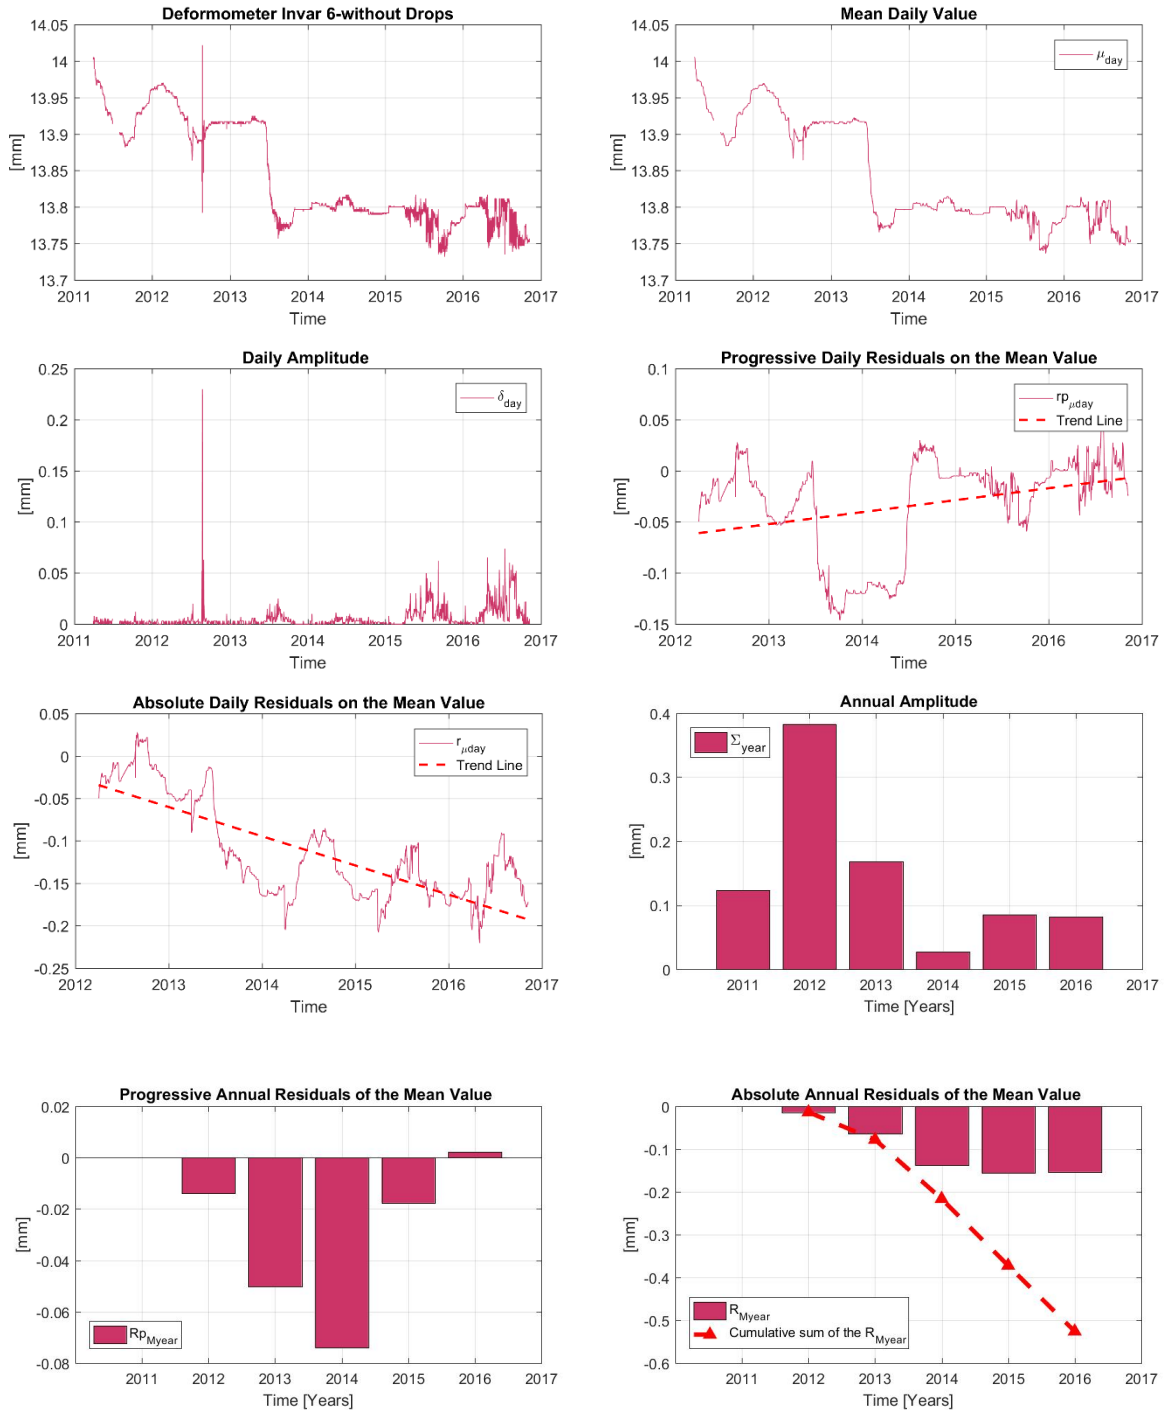 Deformometer Invar 6-without Drops
14.05
14
13.95
13.9
13.85
13.8
13.75
13.7
[mm]
2011 2012 2013 2014 2015 2016 2017
Time
Mean Daily Value
μday
14.05
14
13.95
13.9
13.85
13.8
13.75
13.7
[mm]
2011 2012 2013 2014 2015 2016 2017
Time
Daily Amplitude
δday
0.25
0.2
0.15
0.1
0.05
0
[mm]
2011 2012 2013 2014 2015 2016 2017
Time
Progressive Daily Residuals on the Mean Value
rpμday
Trend Line
0.1
0.05
0
-0.05
-0.1
-0.15
[mm]
2012 2013 2014 2015 2016 2017
Time
Absolute Daily Residuals on the Mean Value
rμday
Trend Line
0.05
0
-0.05
-0.1
-0.15
-0.2
-0.25
[mm]
2012 2013 2014 2015 2016 2017
Time
Annual Amplitude
Σyear
0.4
0.3
0.2
0.1
0
[mm]
2011 2012 2013 2014 2015 2016 2017
Time [Years]
Progressive Annual Residuals of the Mean Value
0.02
0
-0.02
-0.04
-0.06
-0.08
[mm]
RpMyear
2011 2012 2013 2014 2015 2016 2017
Time [Years]
Absolute Annual Residuals of the Mean Value
0
-0.1
-0.2
-0.3
-0.4
-0.5
-0.6
[mm]
RMyear
Cumulative sum of the RMyear
2011 2012 2013 2014 2015 2016 2017
Time [Years]